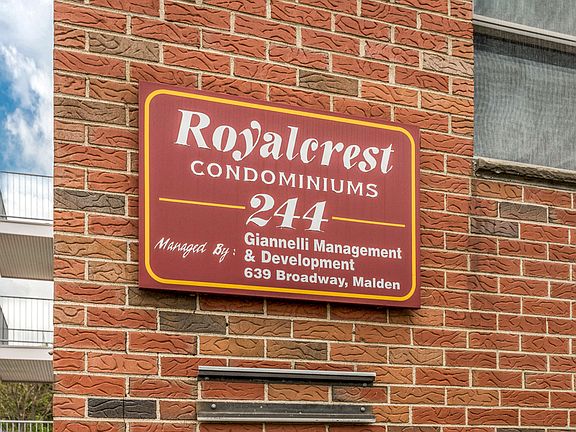 Royalcrest
CONDOMINIUMS
244
Managed By:
Giannelli Management
& Development
639 Broadway, Malden